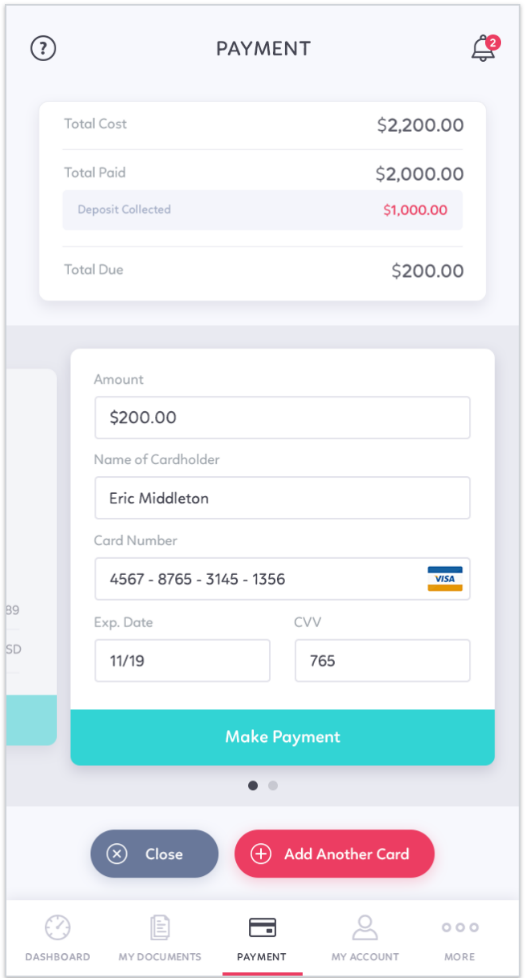 ?
PAYMENT
2
Total Cost $2,200.00
Total Paid $2,000.00
Deposit Collected $1,000.00
Total Due $200.00
Amount
$200.00
Name of Cardholder
Eric Middleton
Card Number
4567 - 8765 - 3145 - 1356 VISA
89
Exp. Date CVV
SD
11/19 765
Make Payment
Close Add Another Card
DASHBOARD MY DOCUMENTS PAYMENT MY ACCOUNT MORE